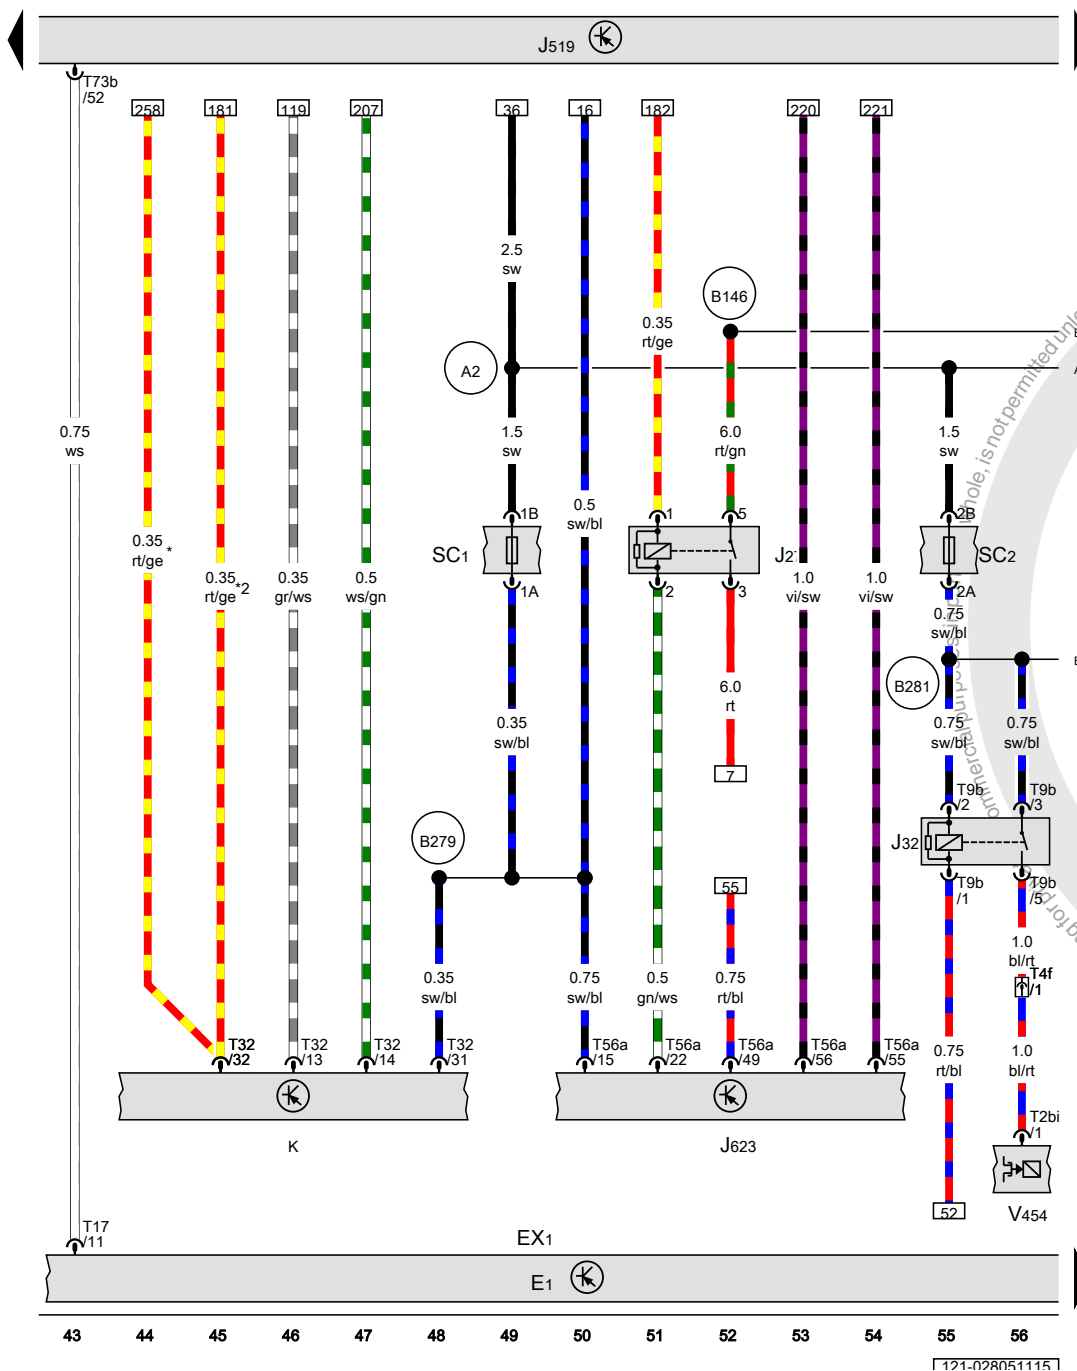 J519
T73b
/52
258 181 119 207 36 16 182 220 221
2.5
sw
B146
0.35
rt/ge
A2
0.75
ws
1.5
sw
6.0
rt/gn
1.5
sw
0.5
sw/bl
1B 1 5 2B
0.35
rt/ge *
SC1
SC2
0.35
rt/ge *2
0.35
gr/ws
0.5
ws/gn
1.0
vi/sw
1.0
vi/sw
1A 2 3 2A
0.75
sw/bl
B281
6.0
rt
0.35
sw/bl
0.75
sw/bl
0.75
sw/bl
7
T9b
/2
T9b
/3
B279
J32
55
T9b
/1
T9b
/5
1.0
bl/rt
T4f
/1
0.35
sw/bl
0.75
sw/bl
0.5
gn/ws
0.75
rt/bl
T32
/32
T32
/13
T32
/14
T32
/31
T56a
/15
T56a
/22
T56a
/49
T56a
/56
T56a
/55
0.75
rt/bl
1.0
bl/rt
T2bi
/1
K
J623
52
V454
T17
/11
EX1
E1
43 44 45 46 47 48 49 50 51 52 53 54 55 56
121-028051115
whole, is not permitted